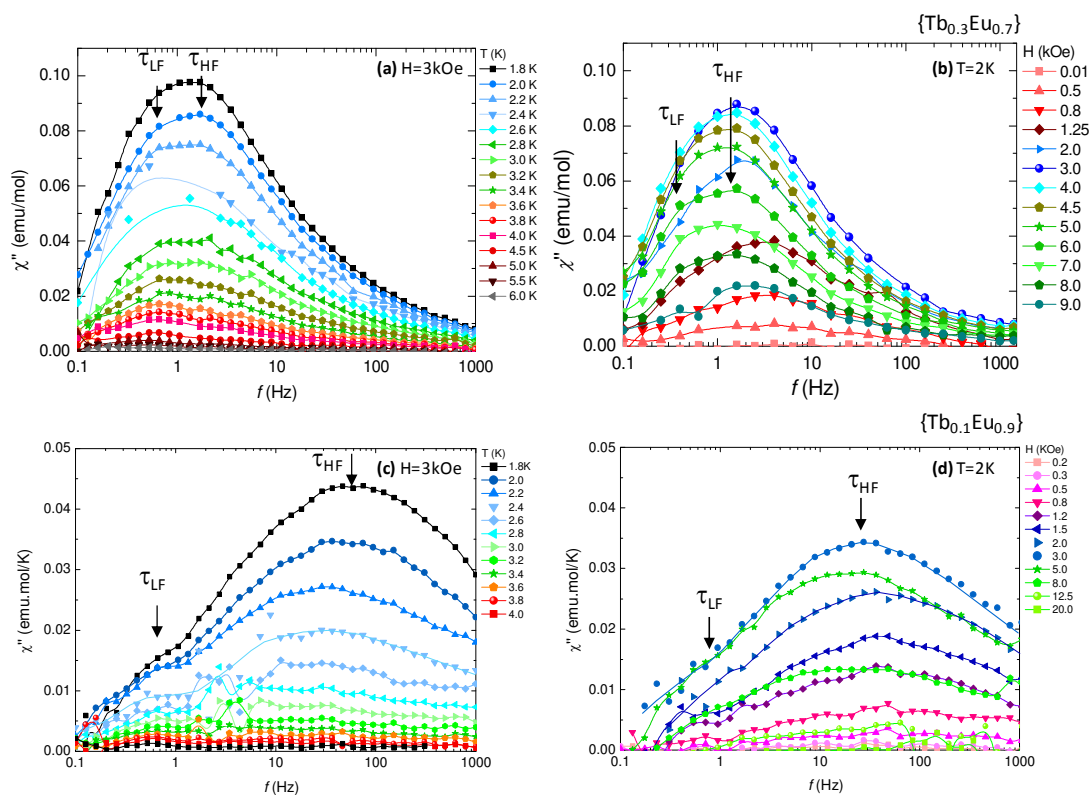 {Tb0.3Eu0.7}
(a) H=3kOe
τLF
τHF
T (K)
1.8 K
2.0 K
2.2 K
2.4 K
2.6 K
2.8 K
3.0 K
3.2 K
3.4 K
3.6 K
3.8 K
4.0 K
4.5 K
5.0 K
5.5 K
6.0 K
0.10
0.08
0.06
0.04
0.02
0.00
χ'' (emu/mol)
0.1 1 10 100 1000
f (Hz)
(b) T=2K
τLF
τHF
H (kOe)
0.01
0.5
0.8
1.25
2.0
3.0
4.0
4.5
5.0
6.0
7.0
8.0
9.0
0.10
0.08
0.06
0.04
0.02
0.00
χ'' (emu/mol)
0.1 1 10 100
f (Hz)
{Tb0.1Eu0.9}
(c) H=3kOe
τLF
τHF
T (K)
1.8K
2.0
2.2
2.4
2.6
2.8
3.0
3.2
3.4
3.6
3.8
4.0
0.05
0.04
0.03
0.02
0.01
0.00
χ'' (emu.mol/K)
0.1 1 10 100 1000
f (Hz)
(d) T=2K
τLF
τHF
H (KOe)
0.2
0.3
0.5
0.8
1.2
1.5
2.0
3.0
5.0
8.0
12.5
20.0
0.05
0.04
0.03
0.02
0.01
0.00
χ'' (emu.mol/K)
0.1 1 10 100 1000
f (Hz)